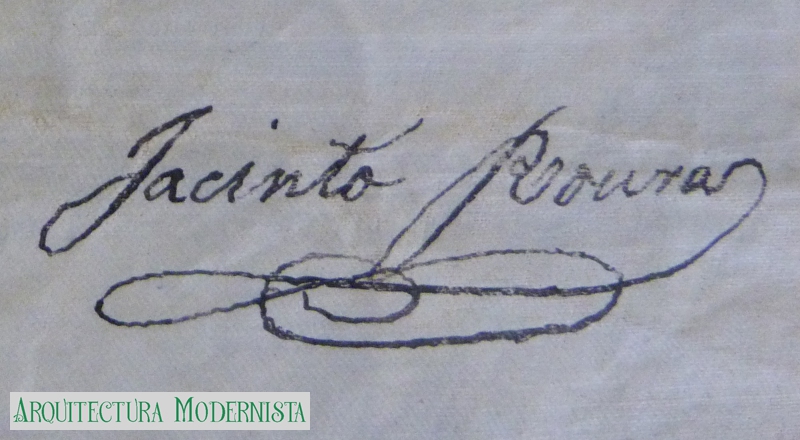 Jacinto Roura
ARQUITECTURA MODERNISTA